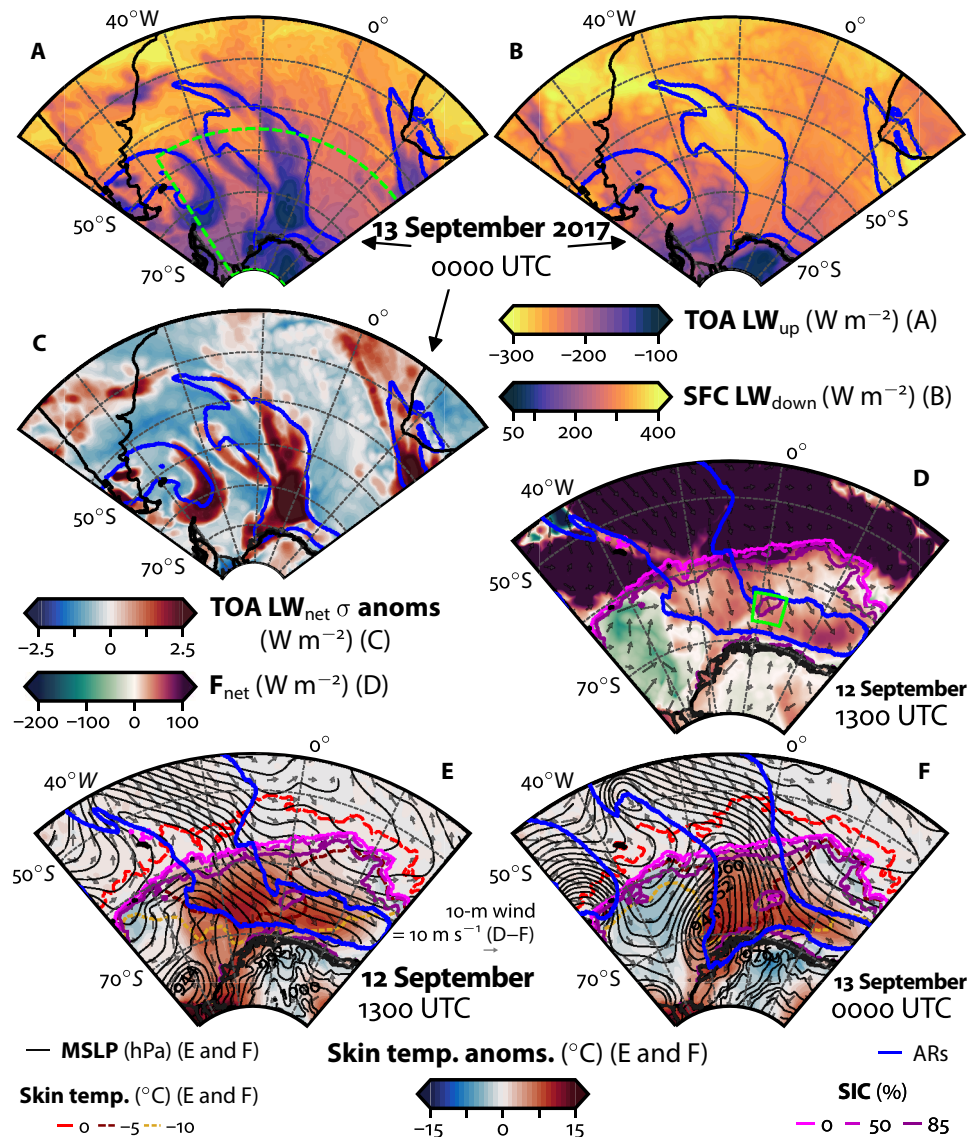 40°W
0°
A
50°S
70°S
B
0°
50°S
70°S
13 September 2017
0000 UTC
TOA LWup (W m⁻²) (A)
−300 −200 −100
SFC LWdown (W m⁻²) (B)
50 200 400
C
0°
50°S
70°S
TOA LWnet σ anoms
(W m⁻²) (C)
−2.5 0 2.5
Fnet (W m⁻²) (D)
−200 −100 0 100
D
0°
40°W
50°S
70°S
12 September
1300 UTC
E
0°
40°W
50°S
70°S
1000
12 September
1300 UTC
10-m wind
= 10 m s⁻¹ (D–F)
F
0°
40°W
50°S
70°S
960
944
976
13 September
0000 UTC
MSLP (hPa) (E and F)
Skin temp. (°C) (E and F)
0 −5 −10
Skin temp. anoms. (°C) (E and F)
−15 0 15
ARs
SIC (%)
0 50 85